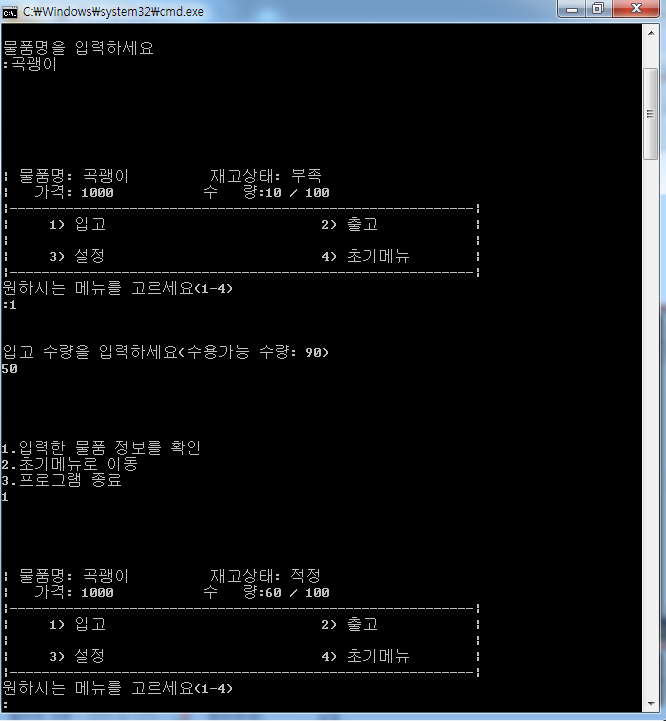 C:\Windows\system32\cmd.exe
물품명을 입력하세요
:곡괭이
¦ 물품명: 곡괭이 재고상태: 부족
¦ 가격: 1000 수 량:10 / 100
¦----------------------------------------------------------¦
¦ 1) 입고 2) 출고 ¦
¦ ¦
¦ 3) 설정 4) 초기메뉴 ¦
¦----------------------------------------------------------¦
원하시는 메뉴를 고르세요(1-4)
:1
입고 수량을 입력하세요(수용가능 수량: 90)
50
1.입력한 물품 정보를 확인
2.초기메뉴로 이동
3.프로그램 종료
1
¦ 물품명: 곡괭이 재고상태: 적정
¦ 가격: 1000 수 량:60 / 100
¦----------------------------------------------------------¦
¦ 1) 입고 2) 출고 ¦
¦ ¦
¦ 3) 설정 4) 초기메뉴 ¦
¦----------------------------------------------------------¦
원하시는 메뉴를 고르세요(1-4)
: